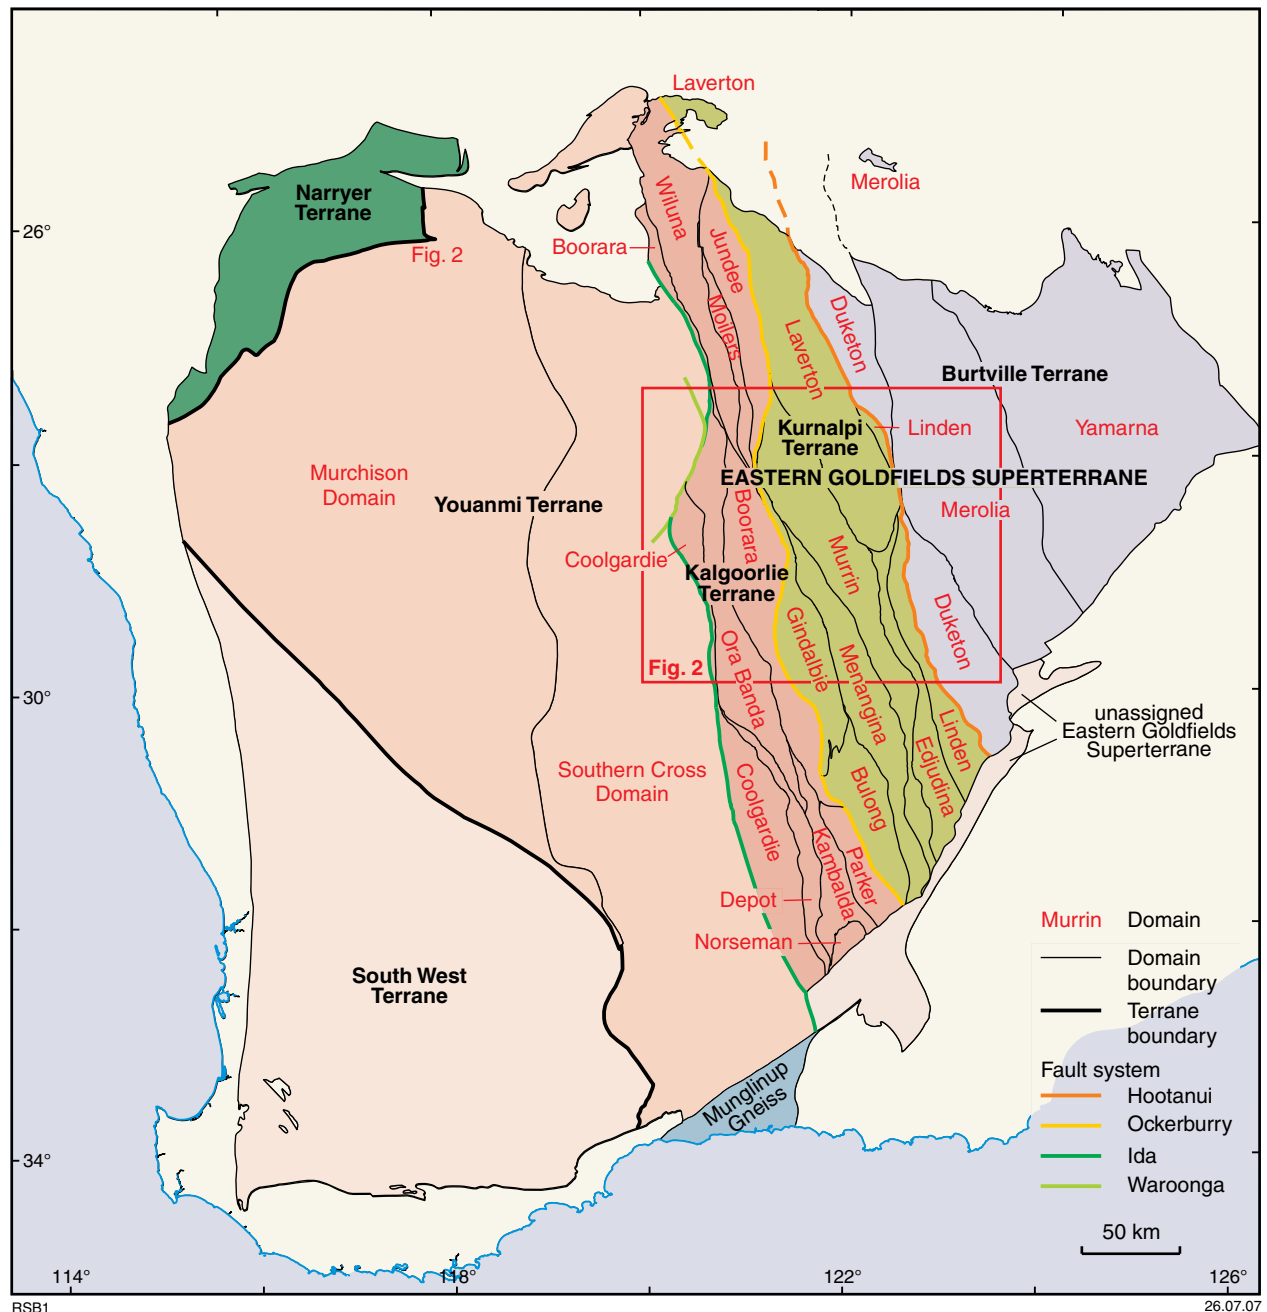 Laverton
Merolia
Narryer
Terrane
Wiluna
26°
Fig. 2
Boorara
Jundee
Moilers
Duketon
Laverton
Burtville Terrane
Kurnalpi
Terrane
Linden
Yamarna
Murchison
Domain
Youanmi Terrane
EASTERN GOLDFIELDS SUPERTERRANE
Merolia
Boorara
Coolgardie
Murrin
Kalgoorlie
Terrane
Duketon
Gindalbie
Ora Banda
Menangina
Fig. 2
30°
unassigned
Eastern Goldfields
Superterrane
Linden
Edjudina
Southern Cross
Domain
Coolgardie
Bulong
Kambalda
Parker
Depot
Norseman
South West
Terrane
Munglinup
Gneiss
34°
Murrin Domain
Domain
boundary
Terrane
boundary
Fault system
Hootanui
Ockerburry
Ida
Waroonga
50 km
114°
118°
122°
126°
RSB1
26.07.07